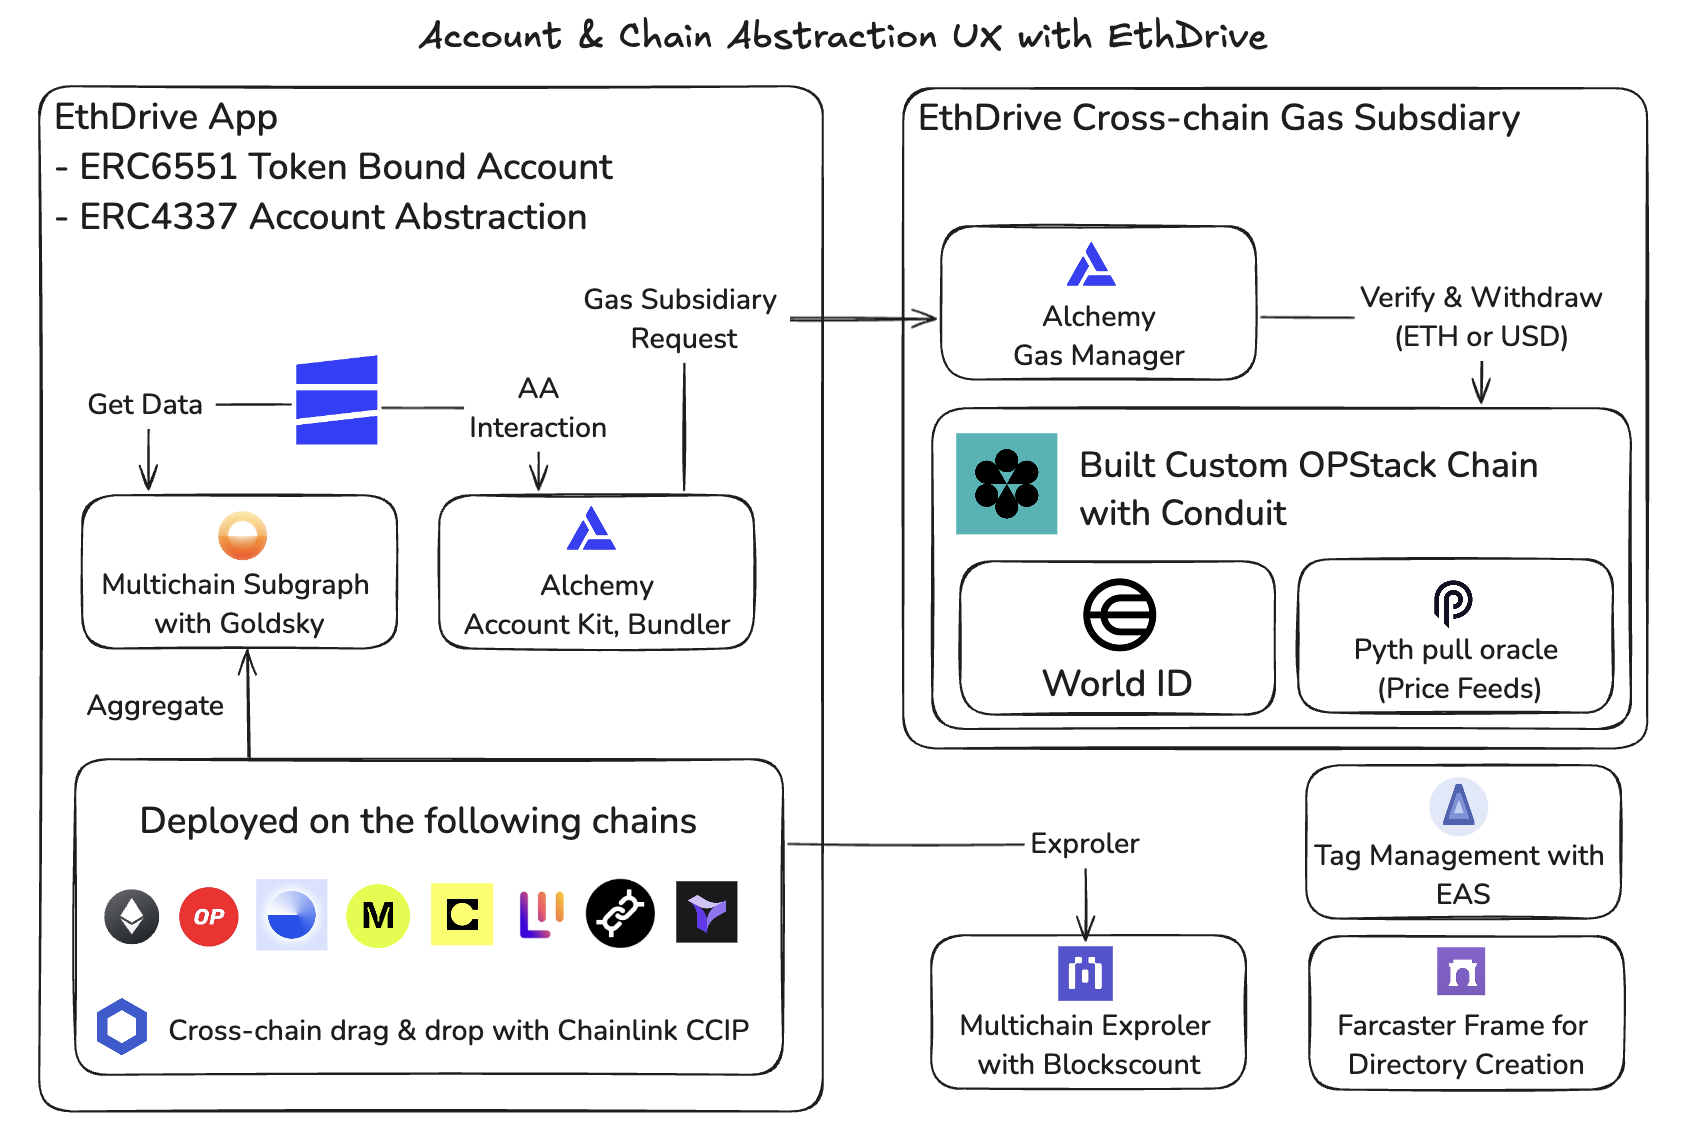 Account & Chain Abstraction UX with EthDrive
EthDrive App
- ERC6551 Token Bound Account
- ERC4337 Account Abstraction
Gas Subsidiary
Request
Get Data
AA
Interaction
Multichain Subgraph
with Goldsky
Alchemy
Account Kit, Bundler
Aggregate
Deployed on the following chains
OP
M
C
Cross-chain drag & drop with Chainlink CCIP
EthDrive Cross-chain Gas Subsdiary
Alchemy
Gas Manager
Verify & Withdraw
(ETH or USD)
Built Custom OPStack Chain
with Conduit
World ID
Pyth pull oracle
(Price Feeds)
Exproler
Multichain Exproler
with Blockscount
Tag Management with
EAS
Farcaster Frame for
Directory Creation